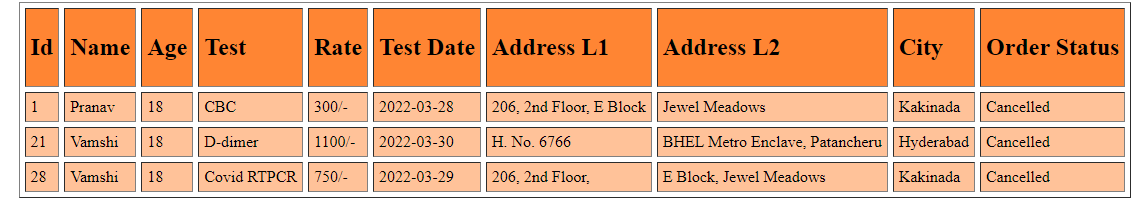 Id Name Age Test Rate Test Date Address L1 Address L2 City Order Status
1 Pranav 18 CBC 300/- 2022-03-28 206, 2nd Floor, E Block Jewel Meadows Kakinada Cancelled
21 Vamshi 18 D-dimer 1100/- 2022-03-30 H. No. 6766 BHEL Metro Enclave, Patancheru Hyderabad Cancelled
28 Vamshi 18 Covid RTPCR 750/- 2022-03-29 206, 2nd Floor, E Block, Jewel Meadows Kakinada Cancelled